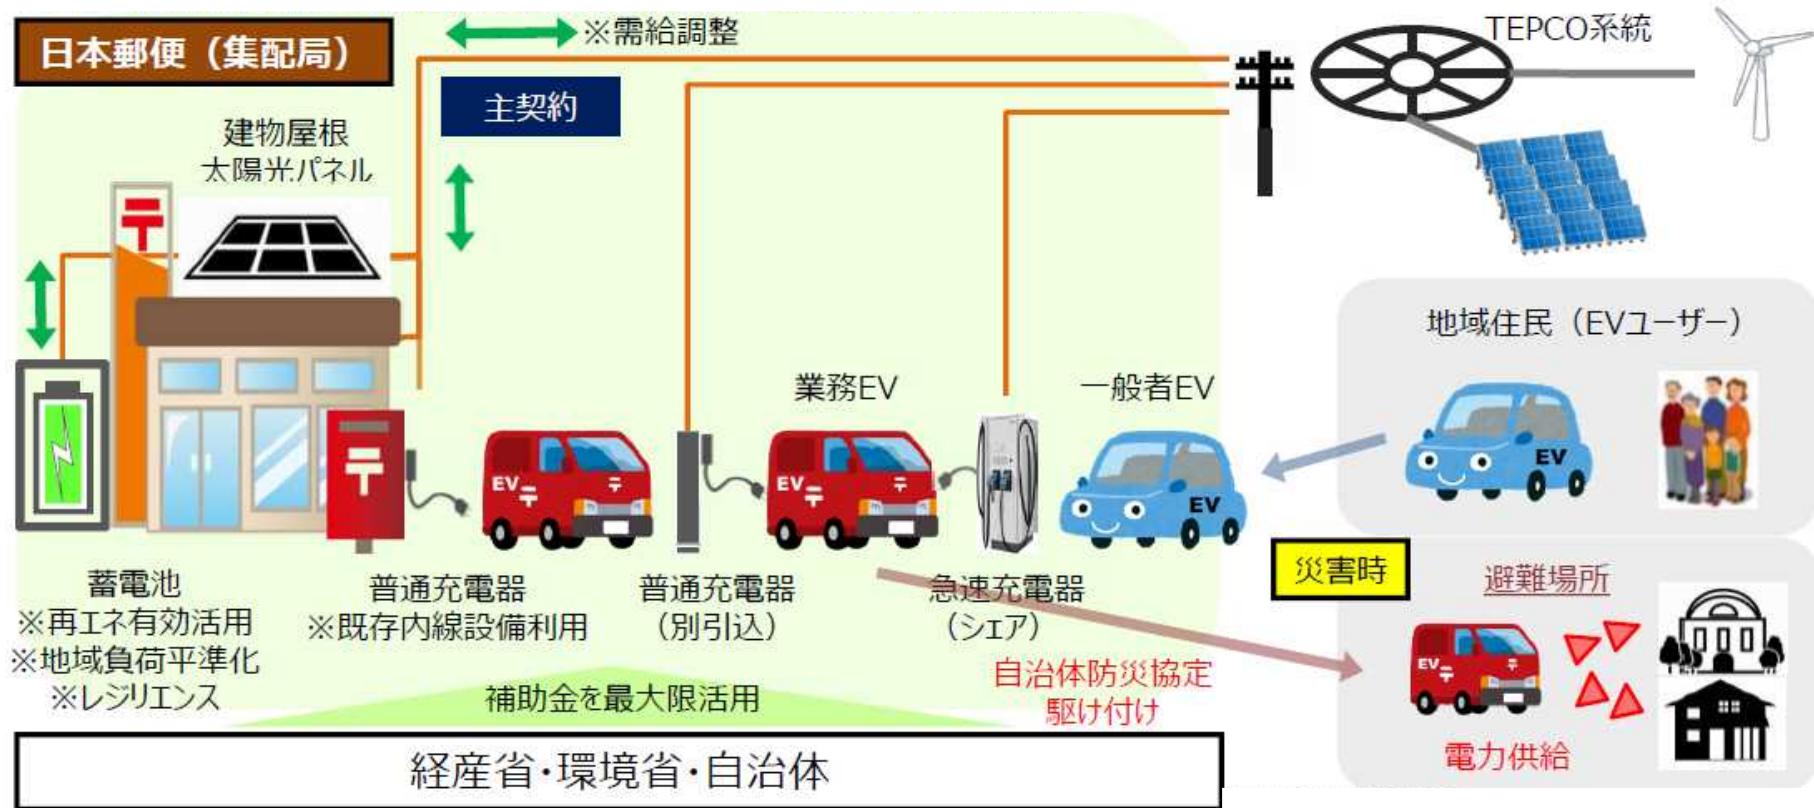 日本郵便（集配局）
※需給調整
TEPCO系統
主契約
建物屋根
太陽光パネル
地域住民（EVユーザー）
業務EV
一般者EV
EV
EV
EV
EV
災害時
避難場所
蓄電池
※再エネ有効活用
※地域負荷平準化
※レジリエンス
普通充電器
※既存内線設備利用
普通充電器
（別引込）
急速充電器
（シェア）
EV
自治体防災協定
駆け付け
電力供給
補助金を最大限活用
経産省・環境省・自治体